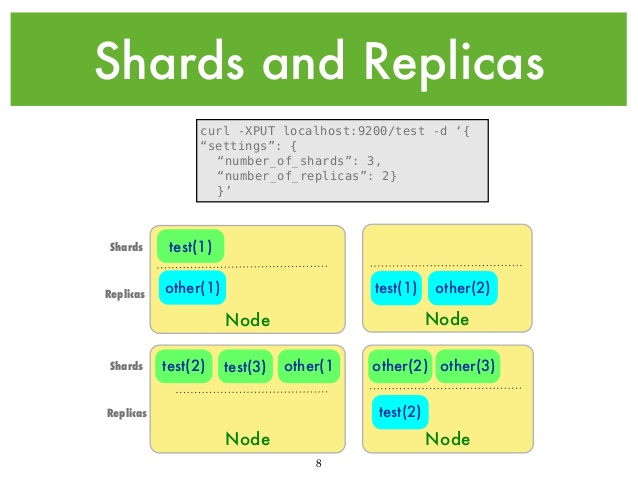 Shards and Replicas
curl -XPUT localhost:9200/test -d ‘{
“settings”: {
“number_of_shards”: 3,
“number_of_replicas”: 2}
}’
Shards test(1)
Replicas other(1) test(1) other(2)
Node Node
Shards test(2) test(3) other(1 other(2) other(3)
Replicas test(2)
Node Node
8